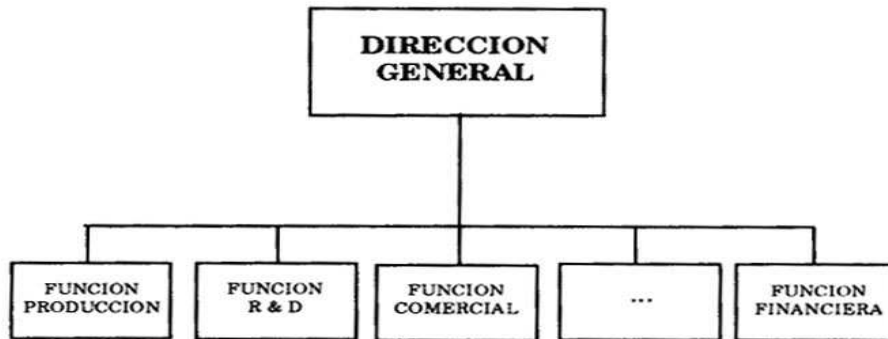 DIRECCION
GENERAL
FUNCION
PRODUCCION
FUNCION
R & D
FUNCION
COMERCIAL
...
FUNCION
FINANCIERA